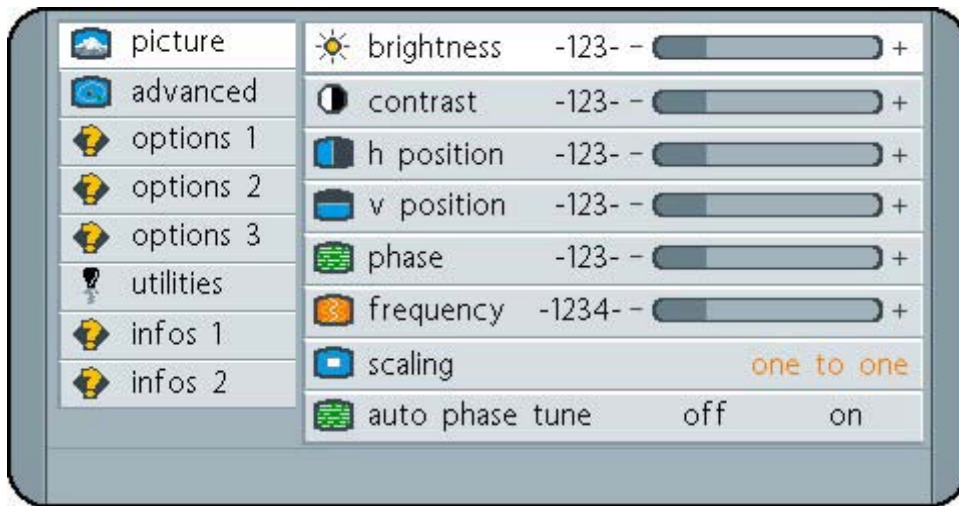 picture
advanced
options 1
options 2
options 3
utilities
infos 1
infos 2
brightness -123- - +
contrast -123- - +
h position -123- - +
v position -123- - +
phase -123- - +
frequency -1234- - +
scaling one to one
auto phase tune off on